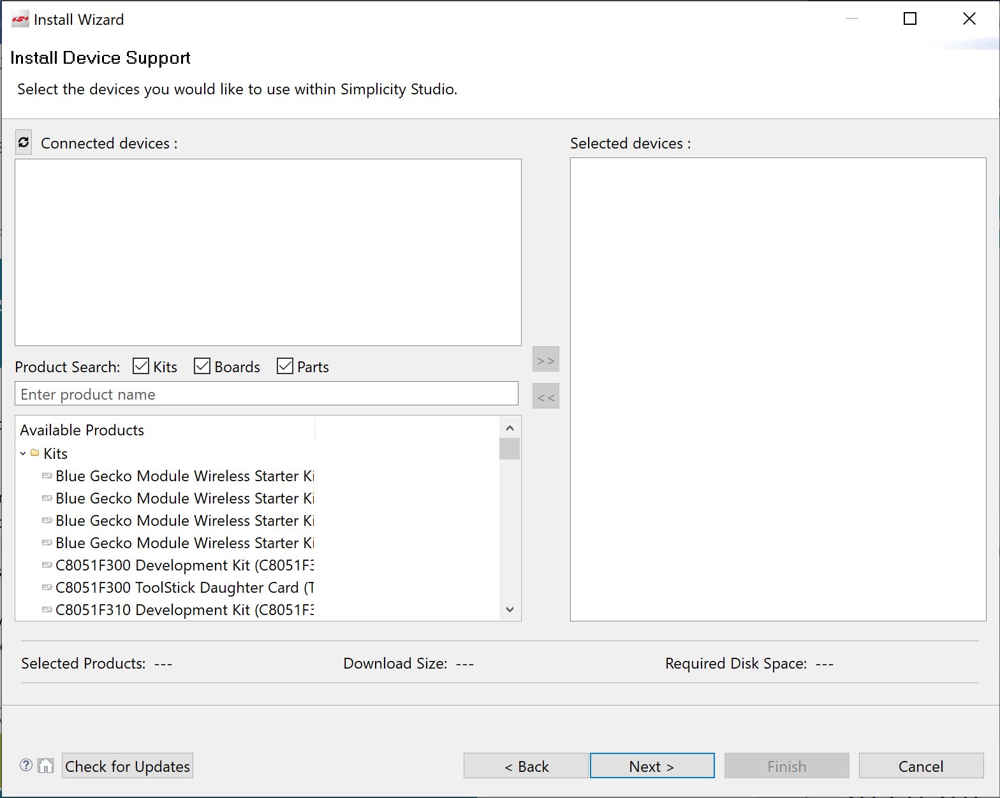 Install Wizard
Install Device Support
Select the devices you would like to use within Simplicity Studio.
Connected devices :
Selected devices :
Product Search: Kits Boards Parts
>>
Enter product name
<<
Available Products
Kits
Blue Gecko Module Wireless Starter Ki
Blue Gecko Module Wireless Starter Ki
Blue Gecko Module Wireless Starter Ki
Blue Gecko Module Wireless Starter Ki
C8051F300 Development Kit (C8051F3
C8051F300 ToolStick Daughter Card (T
C8051F310 Development Kit (C8051F3
Selected Products: --- Download Size: --- Required Disk Space: ---
? Check for Updates < Back Next > Finish Cancel